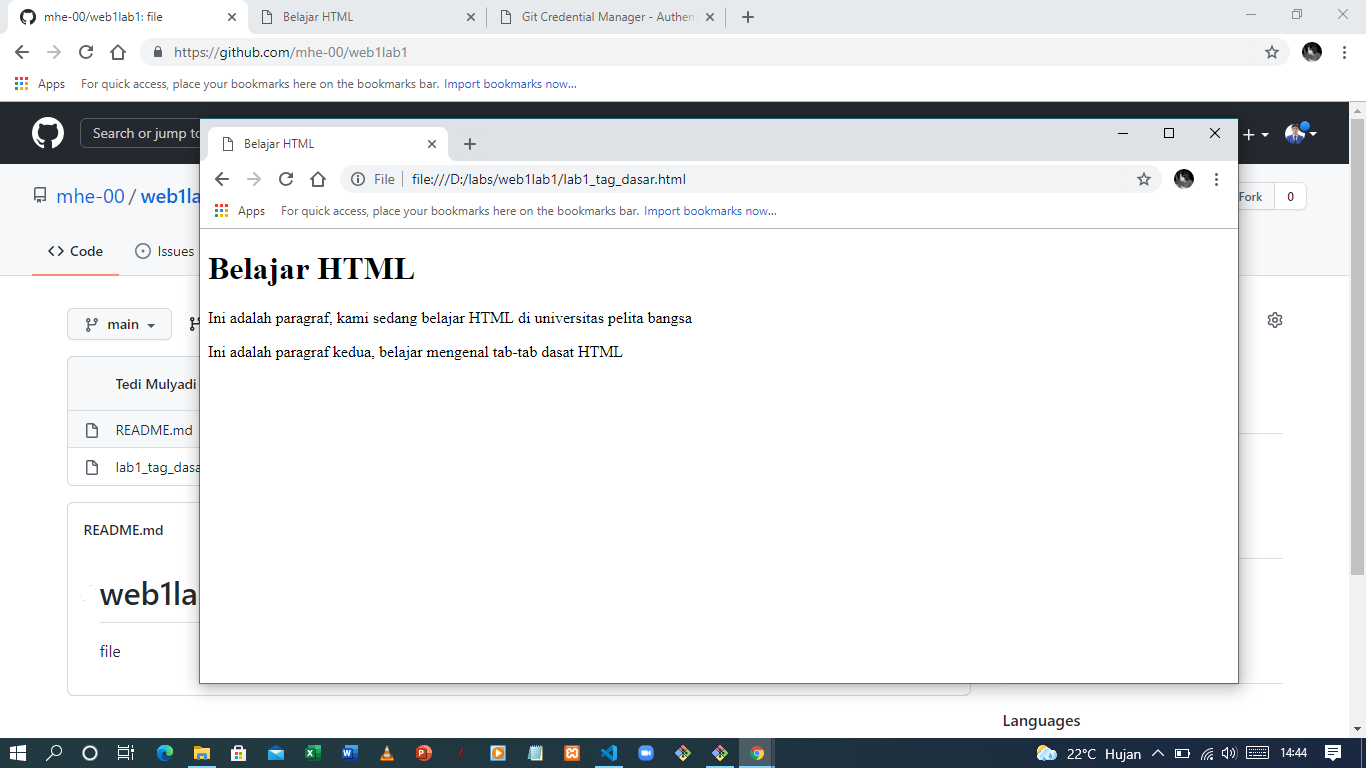 mhe-00/web1lab1: file
Belajar HTML
Git Credential Manager - Authen
https://github.com/mhe-00/web1lab1
Apps
For quick access, place your bookmarks here on the bookmarks bar. Import bookmarks now...
Search or jump to
Belajar HTML
File
file:///D:/labs/web1lab1/lab1_tag_dasar.html
Apps
For quick access, place your bookmarks here on the bookmarks bar. Import bookmarks now...
mhe-00 / web1la
Fork 0
Code
Issues
Belajar HTML
Ini adalah paragraf, kami sedang belajar HTML di universitas pelita bangsa
main
Ini adalah paragraf kedua, belajar mengenal tab-tab dasat HTML
Tedi Mulyadi
README.md
lab1_tag_dasa
README.md
web1la
file
Languages
22°C Hujan
14:44